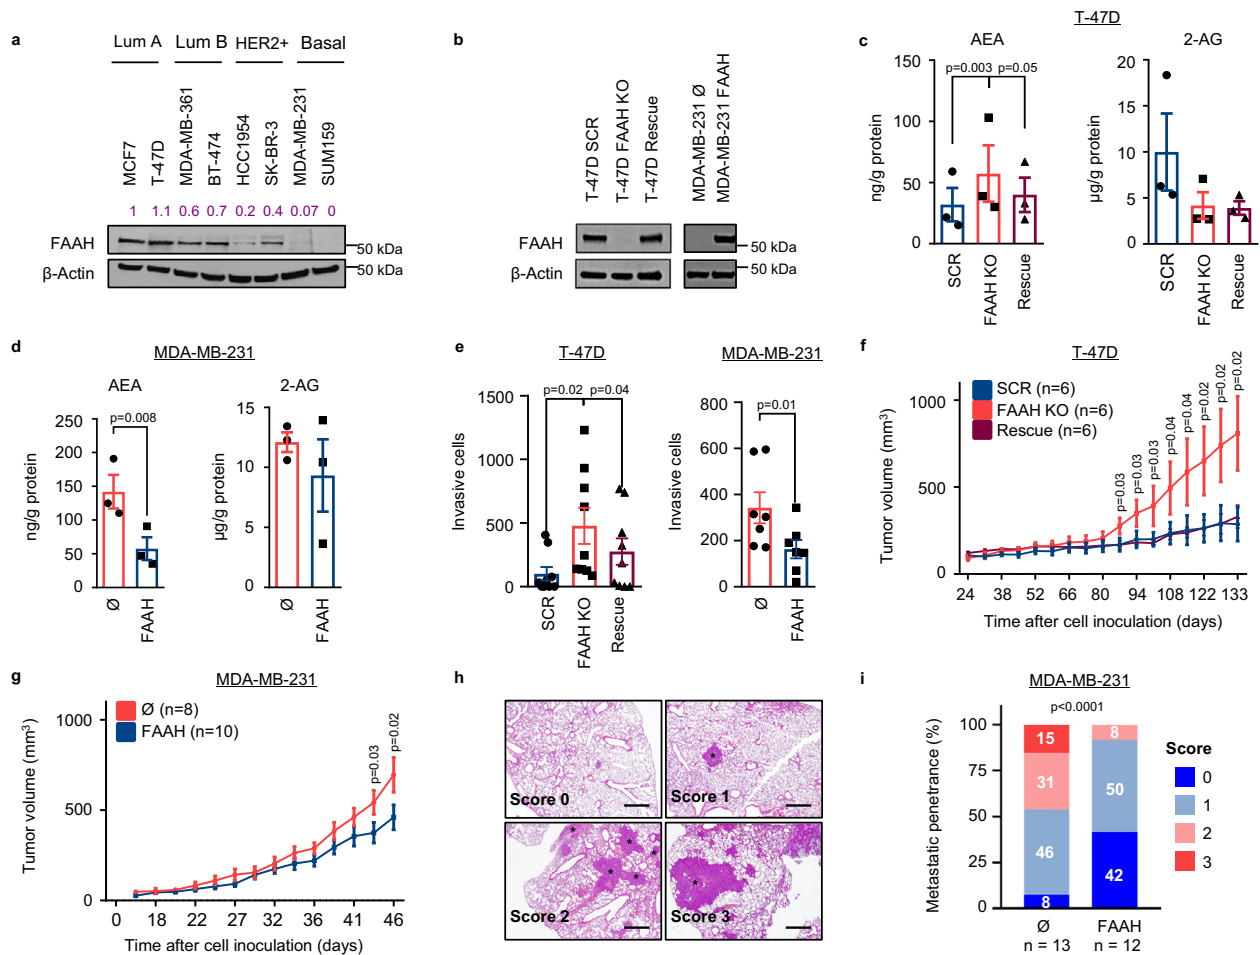 a
Lum A Lum B HER2+ Basal
MCF7
T-47D
MDA-MB-361
BT-474
HCC1954
SK-BR-3
MDA-MB-231
SUM159
1 1.1 0.6 0.7 0.2 0.4 0.07 0
FAAH
50 kDa
β-Actin
50 kDa
b
T-47D SCR
T-47D FAAH KO
T-47D Rescue
MDA-MB-231 Ø
MDA-MB-231 FAAH
FAAH
50 kDa
β-Actin
50 kDa
c
T-47D
AEA
p=0.003 p=0.05
ng/g protein
150
100
50
0
SCR
FAAH KO
Rescue
2-AG
µg/g protein
20
15
10
5
0
SCR
FAAH KO
Rescue
d
MDA-MB-231
AEA
p=0.008
ng/g protein
250
200
150
100
50
0
Ø
FAAH
2-AG
µg/g protein
15
10
5
0
Ø
FAAH
e
T-47D
p=0.02 p=0.04
Invasive cells
1500
1000
500
0
SCR
FAAH KO
Rescue
MDA-MB-231
p=0.01
Invasive cells
800
600
400
200
0
Ø
FAAH
f
T-47D
SCR (n=6)
FAAH KO (n=6)
Rescue (n=6)
p=0.03
p=0.03
p=0.03
p=0.04
p=0.04
p=0.02
p=0.02
p=0.02
Tumor volume (mm³)
1000
500
0
24 38 52 66 80 94 108 122 133
Time after cell inoculation (days)
g
MDA-MB-231
Ø (n=8)
FAAH (n=10)
p=0.03
p=0.02
Tumor volume (mm³)
1000
500
0
0 18 22 27 32 36 41 46
Time after cell inoculation (days)
h
*
Score 0
Score 1
* * * * *
Score 2
*
Score 3
i
MDA-MB-231
p<0.0001
Metastatic penetrance (%)
100
75
50
25
0
15
31
46
8
8
50
42
Ø FAAH
n = 13 n = 12
Score
0
1
2
3